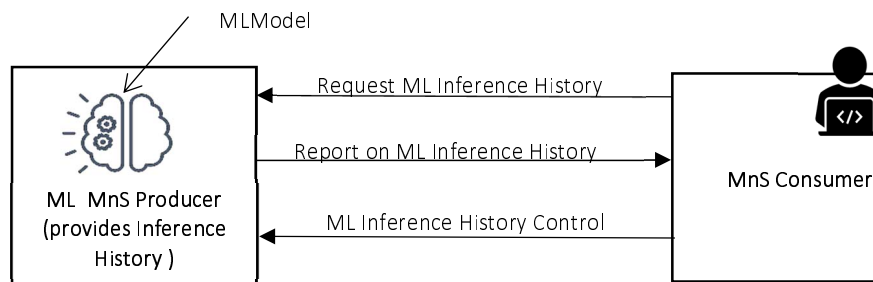 MLModel
Request ML Inference History
Report on ML Inference History
ML Inference History Control
ML MnS Producer
(provides Inference
History )
</>
MnS Consumer